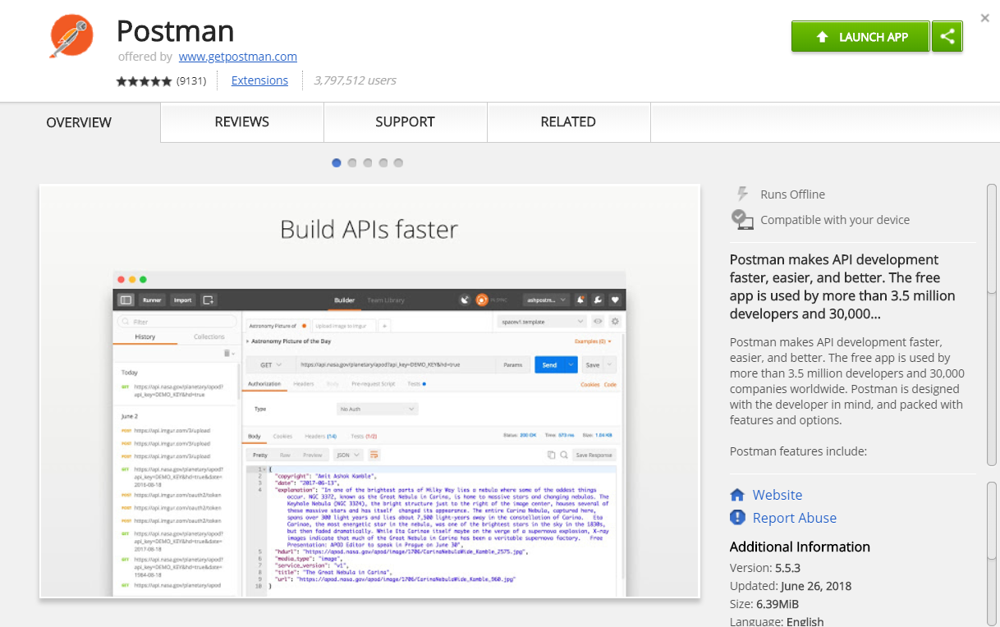 Postman
offered by www.getpostman.com
(9131) Extensions 3,797,512 users
LAUNCH APP
OVERVIEW REVIEWS SUPPORT RELATED
Build APIs faster
Runner Import Builder Team Library IN SYNC ashpostm...
Filter
History Collections
Today
GET https://api.nasa.gov/planetary/apod?
api_key=DEMO_KEY&hd=true
June 2
POST https://api.imgur.com/3/upload
POST https://api.imgur.com/3/upload
POST https://api.imgur.com/3/upload
GET https://api.nasa.gov/planetary/apod?
api_key=DEMO_KEY&hd=true&date=
2016-08-18
POST https://api.imgur.com/oauth2/token
POST https://api.imgur.com/oauth2/token
POST https://api.imgur.com/oauth2/token
GET https://api.nasa.gov/planetary/apod?
api_key=DEMO_KEY&hd=true&date=
2017-08-18
GET https://api.nasa.gov/planetary/apod?
api_key=DEMO_KEY&hd=true&date=
1984-08-18
GET https://api.nasa.gov/planetary/apod
Astronomy Picture of Upload image to Imgur + spacev1.template
Astronomy Picture of the Day Examples (0)
GET https://api.nasa.gov/planetary/apod?api_key=DEMO_KEY&hd=true Params Send Save
Authorization Headers Body Pre-request Script Tests Cookies Code
Type No Auth
Body Cookies Headers (14) Tests (1/2) Status: 200 OK Time: 673 ms Size: 1.04 KB
Pretty Raw Preview JSON Save Response
1 {
2 "copyright": "Amit Ashok Kamble",
3 "date": "2017-06-13",
4 "explanation": "In one of the brightest parts of Milky Way lies a nebula where some of the oddest things
occur. NGC 3372, known as the Great Nebula in Carina, is home to massive stars and changing nebulas. The
Keyhole Nebula (NGC 3324), the bright structure just to the right of the image center, houses several of
these massive stars and has itself changed its appearance. The entire Carina Nebula, captured here,
spans over 300 light years and lies about 7,500 light-years away in the constellation of Carina. Eta
Carinae, the most energetic star in the nebula, was one of the brightest stars in the sky in the 1830s,
but then faded dramatically. While Eta Carinae itself maybe on the verge of a supernova explosion, X-ray
images indicate that much of the Great Nebula in Carina has been a veritable supernova factory. Free
Presentation: APOD Editor to speak in Prague on June 30",
5 "hdurl": "https://apod.nasa.gov/apod/image/1706/CarinaNebulaWide_Kamble_2575.jpg",
6 "media_type": "image",
7 "service_version": "v1",
8 "title": "The Great Nebula in Carina",
9 "url": "https://apod.nasa.gov/apod/image/1706/CarinaNebulaWide_Kamble_960.jpg"
10 }
Runs Offline
Compatible with your device
Postman makes API development
faster, easier, and better. The free
app is used by more than 3.5 million
developers and 30,000...
Postman makes API development faster,
easier, and better. The free app is used by
more than 3.5 million developers and 30,000
companies worldwide. Postman is designed
with the developer in mind, and packed with
features and options.
Postman features include:
Website
Report Abuse
Additional Information
Version: 5.5.3
Updated: June 26, 2018
Size: 6.39MiB
Language: English